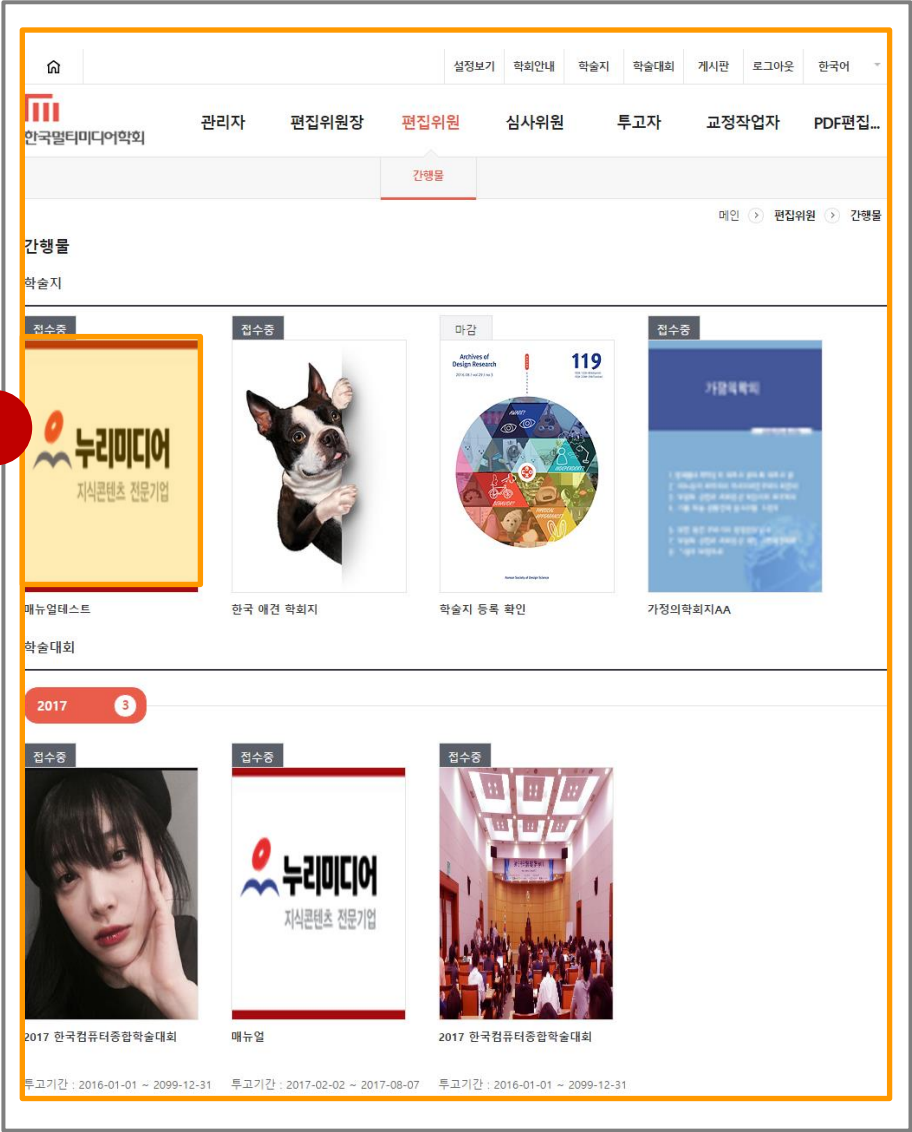 설정보기 학회안내 학술지 학술대회 게시판 로그아웃 한국어
한국멀티미디어학회
관리자 편집위원장 편집위원 심사위원 투고자 교정작업자 PDF편집...
간행물
메인 편집위원 간행물
간행물
학술지
접수중 접수중 마감 접수중
누리미디어
지식콘텐츠 전문기업
Archives of
Design Research
119
매뉴얼테스트 한국 애견 학회지 학술지 등록 확인 가정의학회지AA
학술대회
2017 3
접수중 접수중 접수중
누리미디어
지식콘텐츠 전문기업
2017 한국컴퓨터종합학술대회 매뉴얼 2017 한국컴퓨터종합학술대회
투고기간 : 2016-01-01 ~ 2099-12-31 투고기간 : 2017-02-02 ~ 2017-08-07 투고기간 : 2016-01-01 ~ 2099-12-31